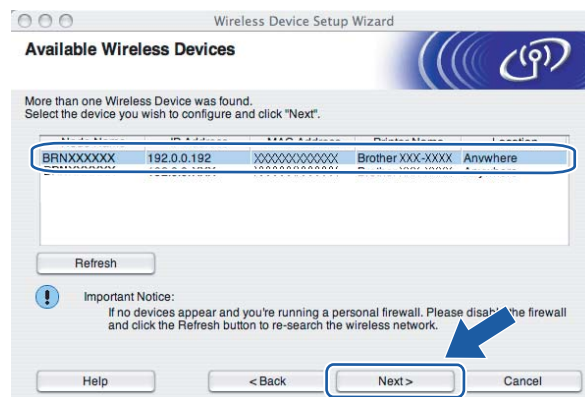 Wireless Device Setup Wizard
Available Wireless Devices
More than one Wireless Device was found.
Select the device you wish to configure and click "Next".
Node Name IP Address MAC Address Printer Name Location
BRNXXXXXX 192.0.0.192 XXXXXXXXXXXX Brother XXX-XXXX Anywhere
Refresh
Important Notice:
If no devices appear and you're running a personal firewall. Please disable the firewall
and click the Refresh button to re-search the wireless network.
Help < Back Next > Cancel